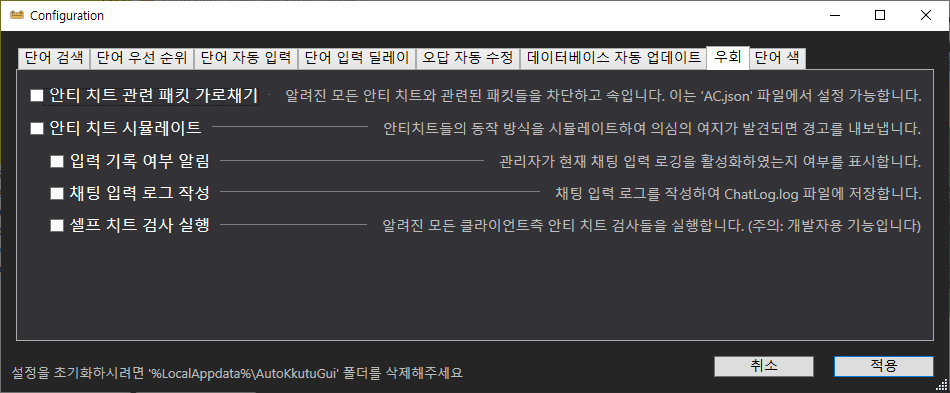 Configuration
단어 검색 단어 우선 순위 단어 자동 입력 단어 입력 딜레이 오답 자동 수정 데이터베이스 자동 업데이트 우회 단어 색
안티 치트 관련 패킷 가로채기 알려진 모든 안티 치트와 관련된 패킷들을 차단하고 속입니다. 이는 'AC.json' 파일에서 설정 가능합니다.
안티 치트 시뮬레이트 안티치트들의 동작 방식을 시뮬레이트하여 의심의 여지가 발견되면 경고를 내보냅니다.
입력 기록 여부 알림 관리자가 현재 채팅 입력 로깅을 활성화하였는지 여부를 표시합니다.
채팅 입력 로그 작성 채팅 입력 로그를 작성하여 ChatLog.log 파일에 저장합니다.
셀프 치트 검사 실행 알려진 모든 클라이언트측 안티 치트 검사들을 실행합니다. (주의: 개발자용 기능입니다)
설정을 초기화하시려면 '%LocalAppdata%\AutoKkutuGui' 폴더를 삭제해주세요
취소 적용